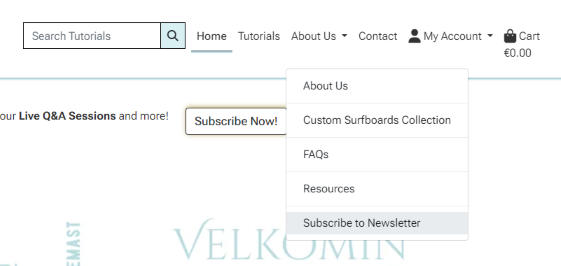 Search Tutorials
Home Tutorials About Us Contact My Account Cart
€0.00
About Us
our Live Q&A Sessions and more! Subscribe Now!
Custom Surfboards Collection
FAQs
Resources
Subscribe to Newsletter
EMAST
VELKOMIN